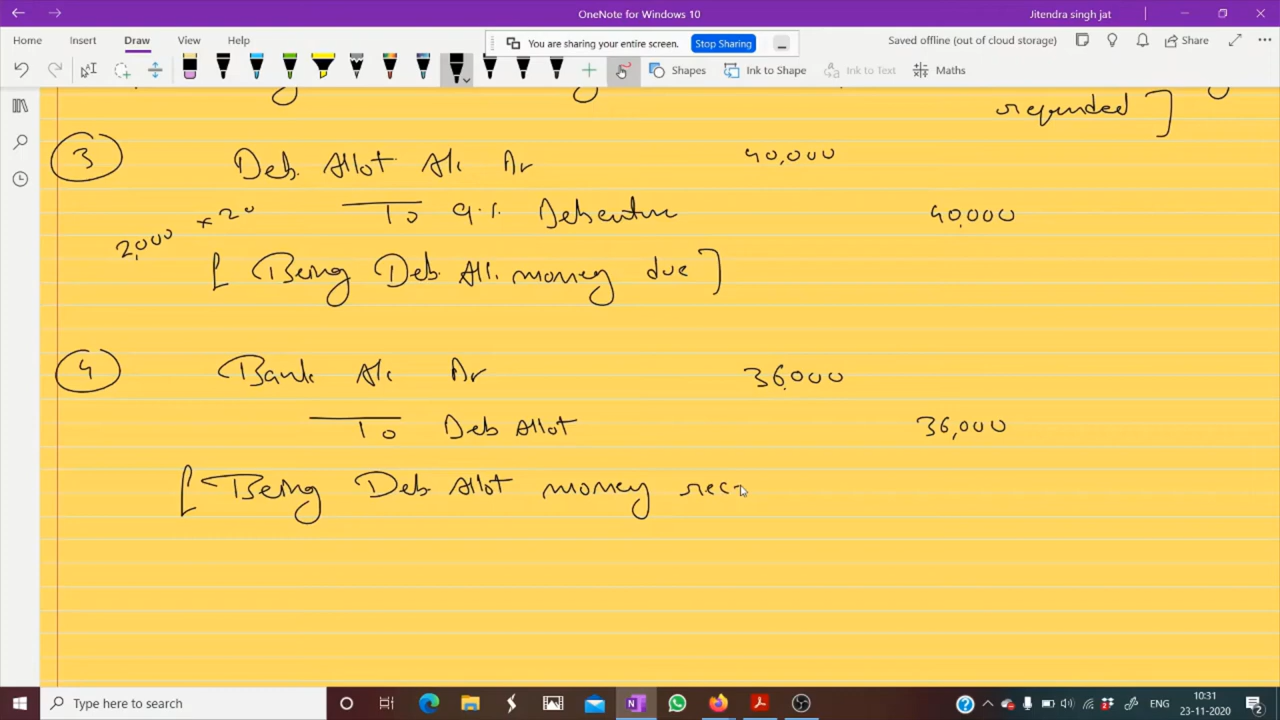 OneNote for Windows 10
Jitendra singh jat
Home Insert Draw View Help
You are sharing your entire screen. Stop Sharing
Saved offline (out of cloud storage)
Share
Shapes Ink to Shape Ink to Text Maths
refunded ]
3 Deb. Allot A/c Dr 40,000
2,000 × 20 To 9% Debenture 40,000
[ Being Deb. All. money due ]
4 Bank A/c Dr 36,000
To Deb Allot 36,000
[ Being Deb Allot money rec
Type here to search
ENG
10:31
23-11-2020
2